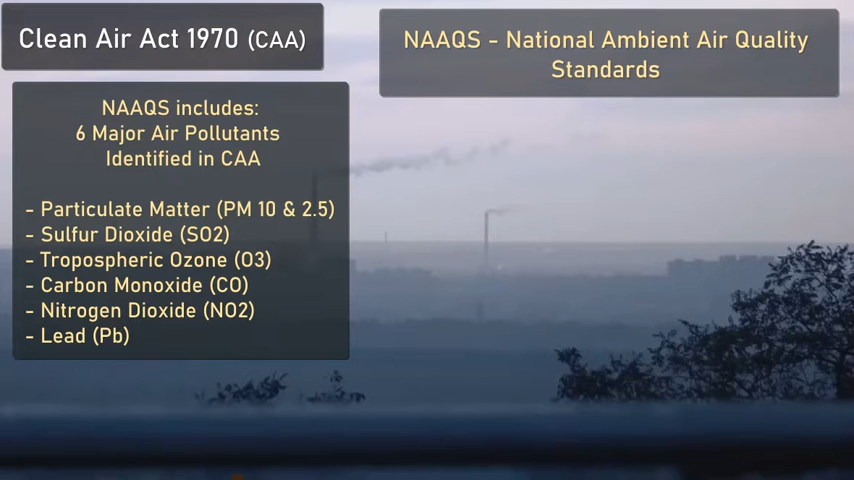 Clean Air Act 1970 (CAA)
NAAQS - National Ambient Air Quality
Standards
NAAQS includes:
6 Major Air Pollutants
Identified in CAA
- Particulate Matter (PM 10 & 2.5)
- Sulfur Dioxide (SO2)
- Tropospheric Ozone (O3)
- Carbon Monoxide (CO)
- Nitrogen Dioxide (NO2)
- Lead (Pb)